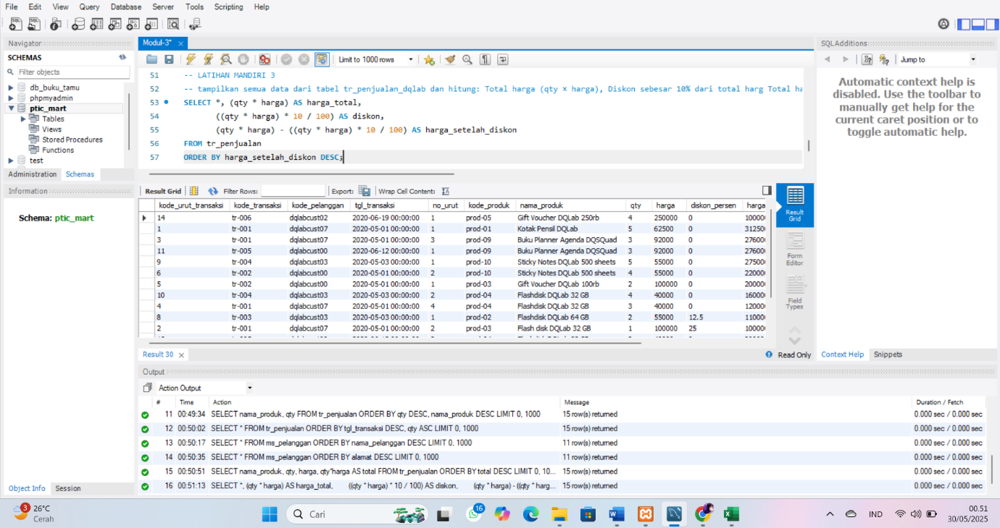 File Edit View Query Database Server Tools Scripting Help
Navigator
SCHEMAS
Filter objects
db_buku_tamu
phpmyadmin
ptic_mart
Tables
Views
Stored Procedures
Functions
test
Administration Schemas
Information
Schema: ptic_mart
Object Info Session
Modul-3*
Limit to 1000 rows
51 -- LATIHAN MANDIRI 3
52 -- tampilkan semua data dari tabel tr_penjualan_dqlab dan hitung: Total harga (qty x harga), Diskon sebesar 10% dari total harg Total ha
53 SELECT *, (qty * harga) AS harga_total,
54 ((qty * harga) * 10 / 100) AS diskon,
55 (qty * harga) - ((qty * harga) * 10 / 100) AS harga_setelah_diskon
56 FROM tr_penjualan
57 ORDER BY harga_setelah_diskon DESC;
Result Grid Filter Rows: Export: Wrap Cell Content:
kode_urut_transaksi kode_transaksi kode_pelanggan tgl_transaksi no_urut kode_produk nama_produk qty harga diskon_persen harga
14 tr-006 dqlabcust02 2020-06-19 00:00:00 1 prod-05 Gift Voucher DQLab 250rb 4 250000 0 100000
1 tr-001 dqlabcust07 2020-05-01 00:00:00 1 prod-01 Kotak Pensil DQLab 5 62500 0 312500
3 tr-001 dqlabcust07 2020-05-01 00:00:00 3 prod-09 Buku Planner Agenda DQSQuad 3 92000 0 276000
11 tr-005 dqlabcust00 2020-06-12 00:00:00 1 prod-09 Buku Planner Agenda DQSQuad 3 92000 0 276000
9 tr-004 dqlabcust03 2020-05-03 00:00:00 1 prod-10 Sticky Notes DQLab 500 sheets 5 55000 0 275000
6 tr-002 dqlabcust00 2020-05-01 00:00:00 2 prod-10 Sticky Notes DQLab 500 sheets 4 55000 0 220000
5 tr-002 dqlabcust00 2020-05-01 00:00:00 1 prod-03 Gift Voucher DQLab 100rb 2 100000 0 200000
10 tr-004 dqlabcust03 2020-05-03 00:00:00 2 prod-04 Flashdisk DQLab 32 GB 4 40000 0 160000
4 tr-001 dqlabcust07 2020-05-01 00:00:00 4 prod-04 Flashdisk DQLab 32 GB 3 40000 0 120000
8 tr-003 dqlabcust03 2020-05-03 00:00:00 1 prod-02 Flashdisk DQLab 64 GB 2 55000 12.5 110000
2 tr-001 dqlabcust07 2020-05-01 00:00:00 2 prod-03 Flash disk DQLab 32 GB 1 100000 25 100000
Result Grid
Form Editor
Field Types
Result 30
Read Only
SQLAdditions
Jump to
Automatic context help is
disabled. Use the toolbar to
manually get help for the
current caret position or to
toggle automatic help.
Context Help Snippets
Output
Action Output
# Time Action Message Duration / Fetch
11 00:49:34 SELECT nama_produk, qty FROM tr_penjualan ORDER BY qty DESC, nama_produk DESC LIMIT 0, 1000 15 row(s) returned 0.000 sec / 0.000 sec
12 00:50:02 SELECT * FROM tr_penjualan ORDER BY tgl_transaksi DESC, qty ASC LIMIT 0, 1000 15 row(s) returned 0.000 sec / 0.000 sec
13 00:50:17 SELECT * FROM ms_pelanggan ORDER BY nama_pelanggan DESC LIMIT 0, 1000 11 row(s) returned 0.000 sec / 0.000 sec
14 00:50:35 SELECT * FROM ms_pelanggan ORDER BY alamat DESC LIMIT 0, 1000 11 row(s) returned 0.000 sec / 0.000 sec
15 00:50:51 SELECT nama_produk, qty, harga, qty*harga AS total FROM tr_penjualan ORDER BY total DESC LIMIT 0, 10... 15 row(s) returned 0.000 sec / 0.000 sec
16 00:51:13 SELECT *, (qty * harga) AS harga_total, ((qty * harga) * 10 / 100) AS diskon, (qty * harga) - ((qty * harg... 15 row(s) returned 0.000 sec / 0.000 sec
3 26°C
Cerah
Cari
16
IND
00.51
30/05/2025